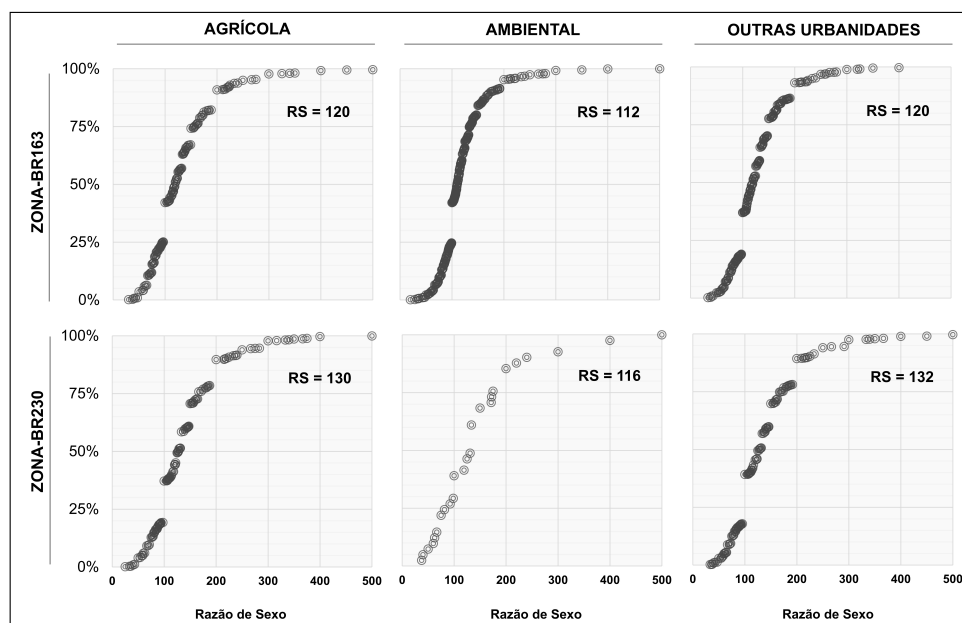 AGRÍCOLA AMBIENTAL OUTRAS URBANIDADES
ZONA-BR163
100%
75%
50%
25%
0%
RS = 120 RS = 112 RS = 120
ZONA-BR230
100%
75%
50%
25%
0%
RS = 130 RS = 116 RS = 132
0 100 200 300 400 500 0 100 200 300 400 500 0 100 200 300 400 500
Razão de Sexo Razão de Sexo Razão de Sexo